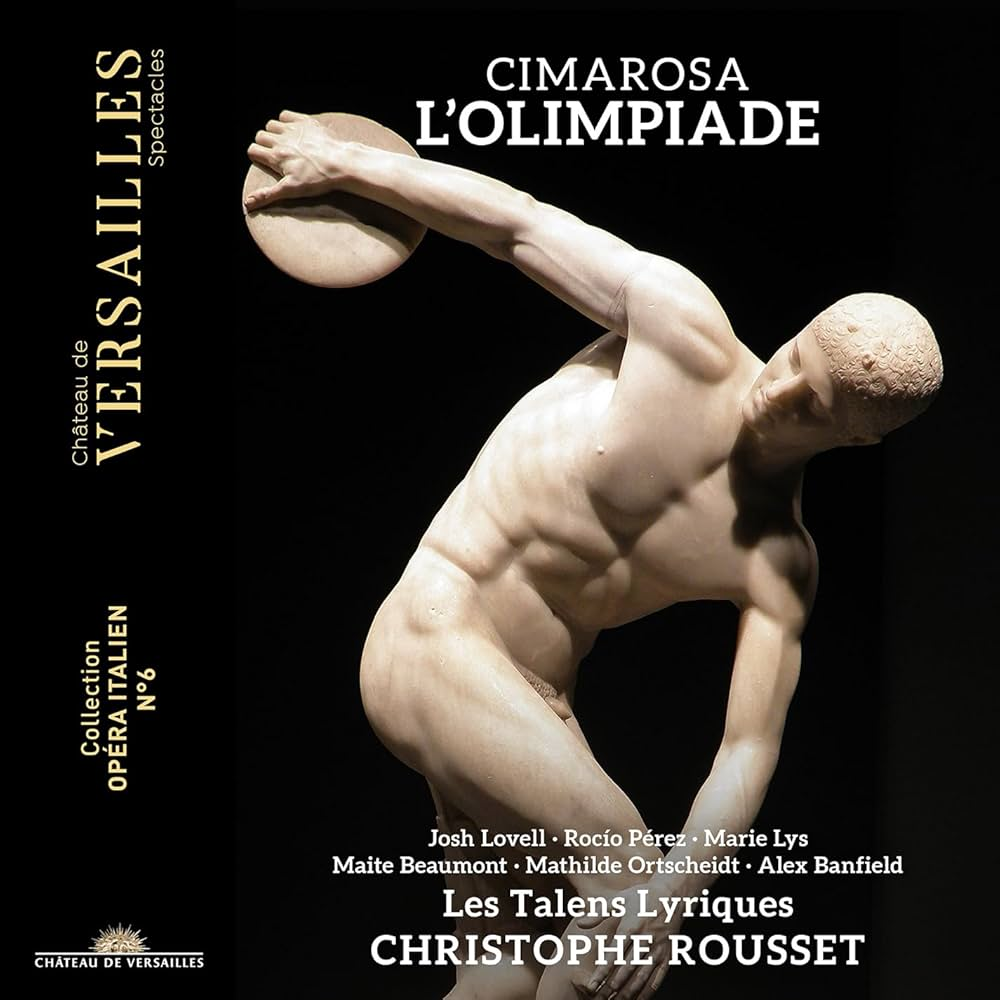 CIMAROSA
L'OLIMPIADE
Château de
VERSAILLES
Spectacles
Collection
OPÉRA ITALIEN
N°6
Josh Lovell · Rocío Pérez · Marie Lys
Maite Beaumont · Mathilde Ortscheidt · Alex Banfield
Les Talens Lyriques
CHRISTOPHE ROUSSET
CHÂTEAU DE VERSAILLES